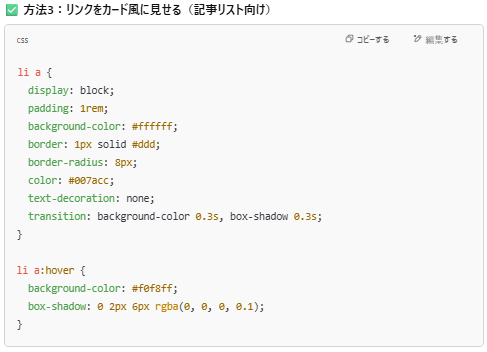 ✅ 方法3：リンクをカード風に見せる（記事リスト向け）
css
コピーする
編集する
li a {
  display: block;
  padding: 1rem;
  background-color: #ffffff;
  border: 1px solid #ddd;
  border-radius: 8px;
  color: #007acc;
  text-decoration: none;
  transition: background-color 0.3s, box-shadow 0.3s;
}
li a:hover {
  background-color: #f0f8ff;
  box-shadow: 0 2px 6px rgba(0, 0, 0, 0.1);
}